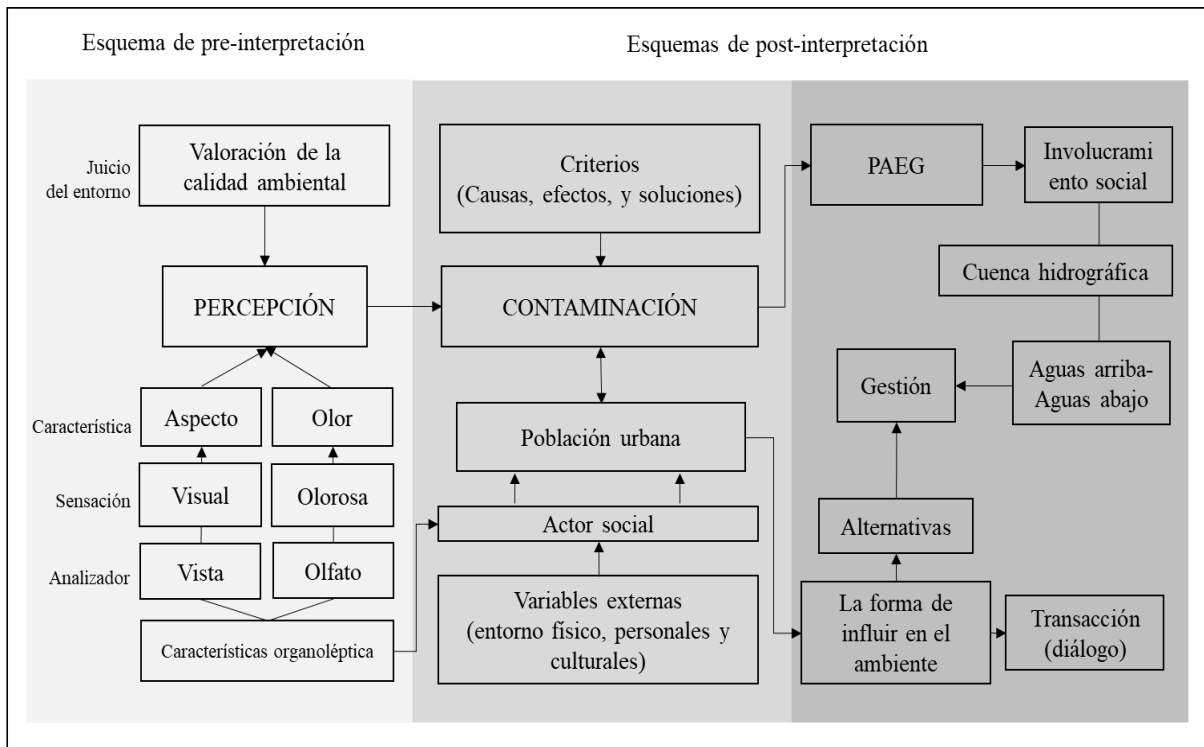 Esquema de pre-interpretación
Esquemas de post-interpretación
Juicio
del entorno
Valoración de la
calidad ambiental
PERCEPCIÓN
Característica
Aspecto
Olor
Sensación
Visual
Olorosa
Analizador
Vista
Olfato
Características organoléptica
Criterios
(Causas, efectos, y soluciones)
CONTAMINACIÓN
Población urbana
Actor social
Variables externas
(entorno físico, personales y
culturales)
PAEG
Involucrami
ento social
Cuenca hidrográfica
Aguas arriba-
Aguas abajo
Gestión
Alternativas
La forma de
influir en el
ambiente
Transacción
(diálogo)